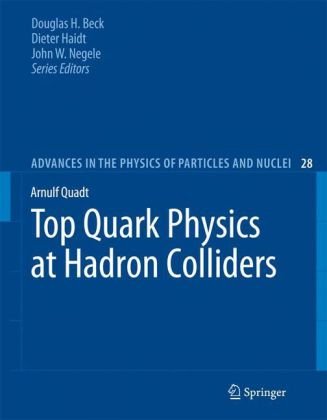 Douglas H. Beck
Dieter Haidt
John W. Negele
Series Editors
ADVANCES IN THE PHYSICS OF PARTICLES AND NUCLEI 28
Arnulf Quadt
Top Quark Physics
at Hadron Colliders
Springer